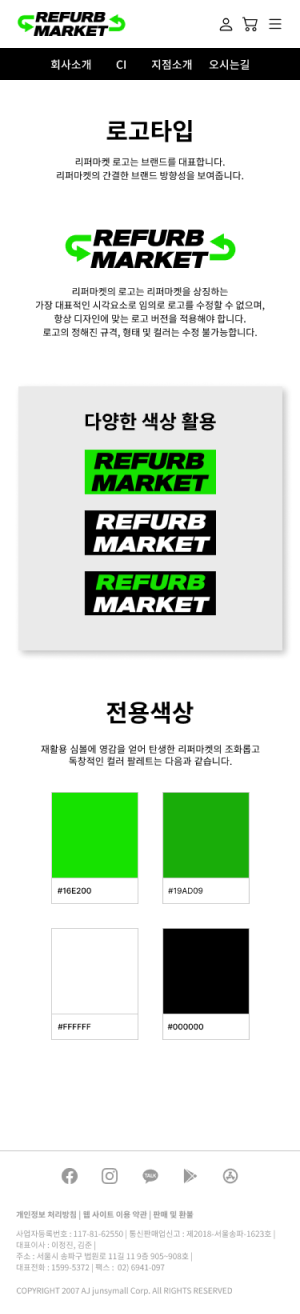 REFURB
MARKET
회사소개 CI 지점소개 오시는길
로고타입
리퍼마켓 로고는 브랜드를 대표합니다.
리퍼마켓의 간결한 브랜드 방향성을 보여줍니다.
REFURB
MARKET
리퍼마켓의 로고는 리퍼마켓을 상징하는
가장 대표적인 시각요소로 임의로 로고를 수정할 수 없으며,
항상 디자인에 맞는 로고 버전을 적용해야 합니다.
로고의 정해진 규격, 형태 및 컬러는 수정 불가능합니다.
다양한 색상 활용
REFURB
MARKET
REFURB
MARKET
REFURB
MARKET
전용색상
재활용 심볼에 영감을 얻어 탄생한 리퍼마켓의 조화롭고
독창적인 컬러 팔레트는 다음과 같습니다.
#16E200 #19AD09
#FFFFFF #000000
TALK
개인정보 처리방침 | 웹 사이트 이용 약관 | 판매 및 환불
사업자등록번호 : 117-81-62550 | 통신판매업신고 : 제2018-서울송파-1623호 |
대표이사 : 이정진, 김준 |
주소 : 서울시 송파구 법원로 11길 11 9층 905~908호 |
대표전화 : 1599-5372 | 팩스 : 02) 6941-097
COPYRIGHT 2007 AJ junsymall Corp. All RIGHTS RESERVED